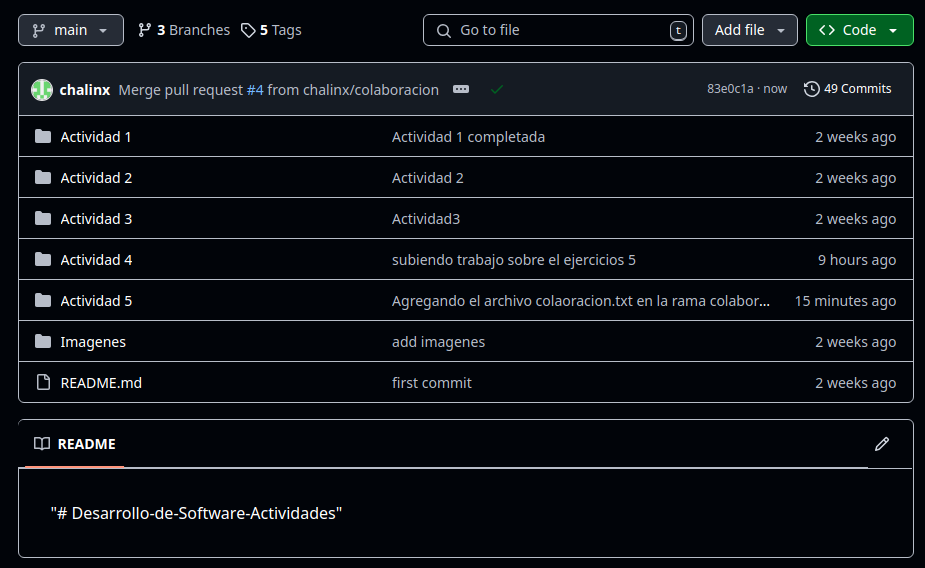 main 3 Branches 5 Tags Go to file t Add file Code
chalinx Merge pull request #4 from chalinx/colaboracion 83e0c1a · now 49 Commits
Actividad 1 Actividad 1 completada 2 weeks ago
Actividad 2 Actividad 2 2 weeks ago
Actividad 3 Actividad3 2 weeks ago
Actividad 4 subiendo trabajo sobre el ejercicios 5 9 hours ago
Actividad 5 Agregando el archivo colaoracion.txt en la rama colabor... 15 minutes ago
Imagenes add imagenes 2 weeks ago
README.md first commit 2 weeks ago
README
"# Desarrollo-de-Software-Actividades"